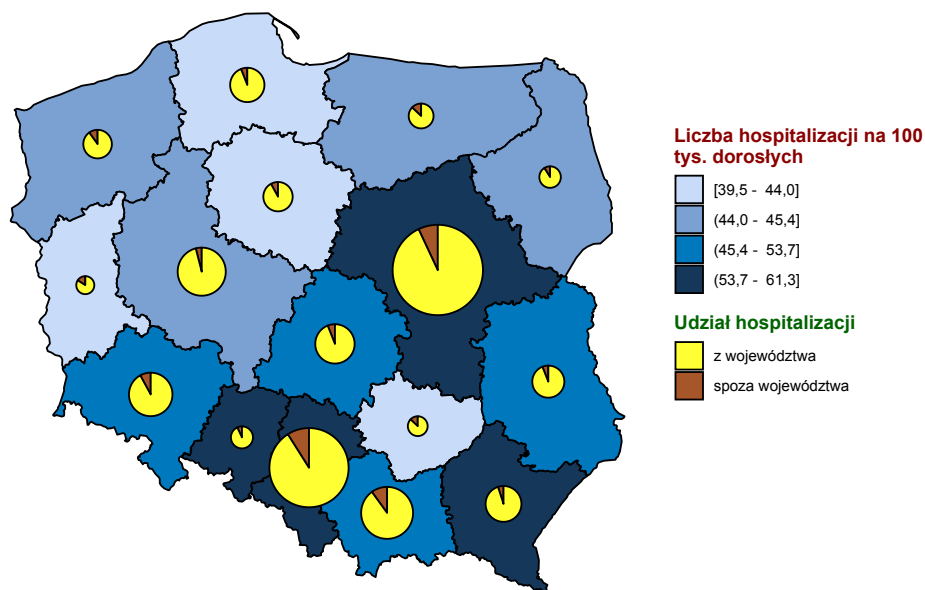 Liczba hospitalizacji na 100
tys. dorosłych
[39,5 - 44,0]
(44,0 - 45,4]
(45,4 - 53,7]
(53,7 - 61,3]
Udział hospitalizacji
z województwa
spoza województwa